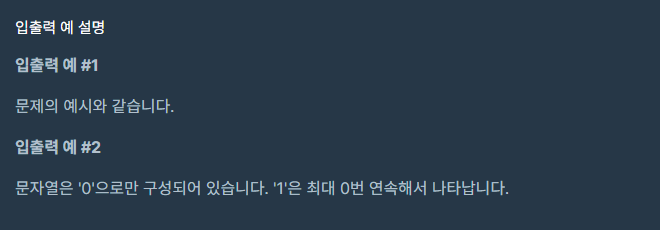 입출력 예 설명
입출력 예 #1
문제의 예시와 같습니다.
입출력 예 #2
문자열은 '0'으로만 구성되어 있습니다. '1'은 최대 0번 연속해서 나타납니다.